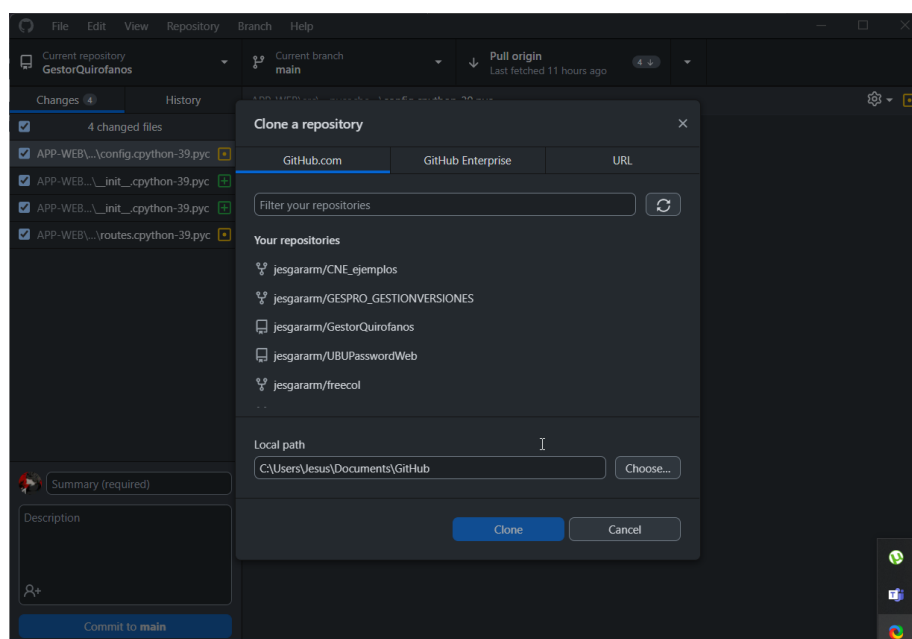 File Edit View Repository Branch Help
Current repository
GestorQuirofanos
Current branch
main
Pull origin
Last fetched 11 hours ago
4
Changes 4 History
4 changed files
APP-WEB\...\config.cpython-39.pyc
APP-WEB...\__init__.cpython-39.pyc
APP-WEB...\__init__.cpython-39.pyc
APP-WEB\...\routes.cpython-39.pyc
Clone a repository
GitHub.com GitHub Enterprise URL
Filter your repositories
Your repositories
jesgararm/CNE_ejemplos
jesgararm/GESPRO_GESTIONVERSIONES
jesgararm/GestorQuirofanos
jesgararm/UBUPasswordWeb
jesgararm/freecol
Local path
C:\Users\Jesus\Documents\GitHub
Choose...
Clone Cancel
Summary (required)
Description
Commit to main